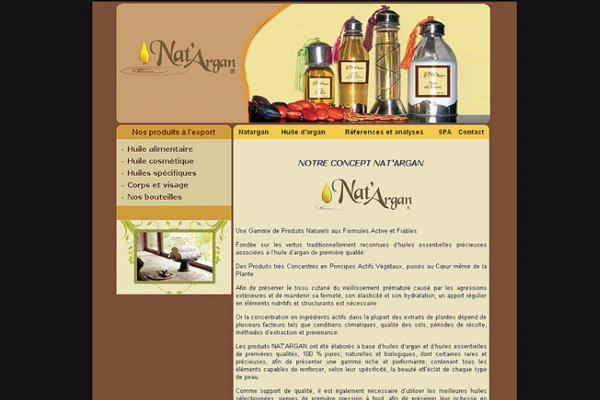 Nat'Argan®
Nat'Argan
Nos produits à l'export
- Huile alimentaire
- Huile cosmétique
- Huiles spécifiques
- Corps et visage
- Nos bouteilles
Natargan Huile d'argan Réferences et analyses SPA Contact
NOTRE CONCEPT NAT'ARGAN
Nat'Argan®
Une Gamme de Produits Naturels aux Formules Active et Fiables.
Fondée sur les vertus traditionnellement reconnues d'huiles essentielles précieuses
associées à l'huile d'argan de première qualité.
Des Produits très Concentrés en Principes Actifs Végétaux, puisés au Cœur même de la
Plante.
Afin de préserver le tissu cutané du vieillissement prématuré causé par les agressions
extérieures et de maintenir sa fermeté, son élasticité et son hydratation, un apport régulier
en éléments nutritifs et structurants est nécessaire.
Or la concentration en ingrédients actifs dans la plupart des extraits de plantes dépend de
plusieurs facteurs tels que conditions climatiques, qualité des sols, périodes de récolte,
méthodes d'extraction et provenance.
Les produits NAT'ARGAN ont été élaborés à base d'huiles d'argan et d'huiles essentielles
de premières qualités, 100 % pures, naturelles et biologiques, dont certaines rares et
précieuses, afin de présenter une gamme riche et performante, contenant tous les
éléments capables de renforcer, selon leur spécificité, la beauté et l'éclat de chaque type
de peau.
Comme support de qualité, il est également nécessaire d'utiliser les meilleures huiles
sélectionnées, vierges de première pression à froid, afin de préserver leur richesse en